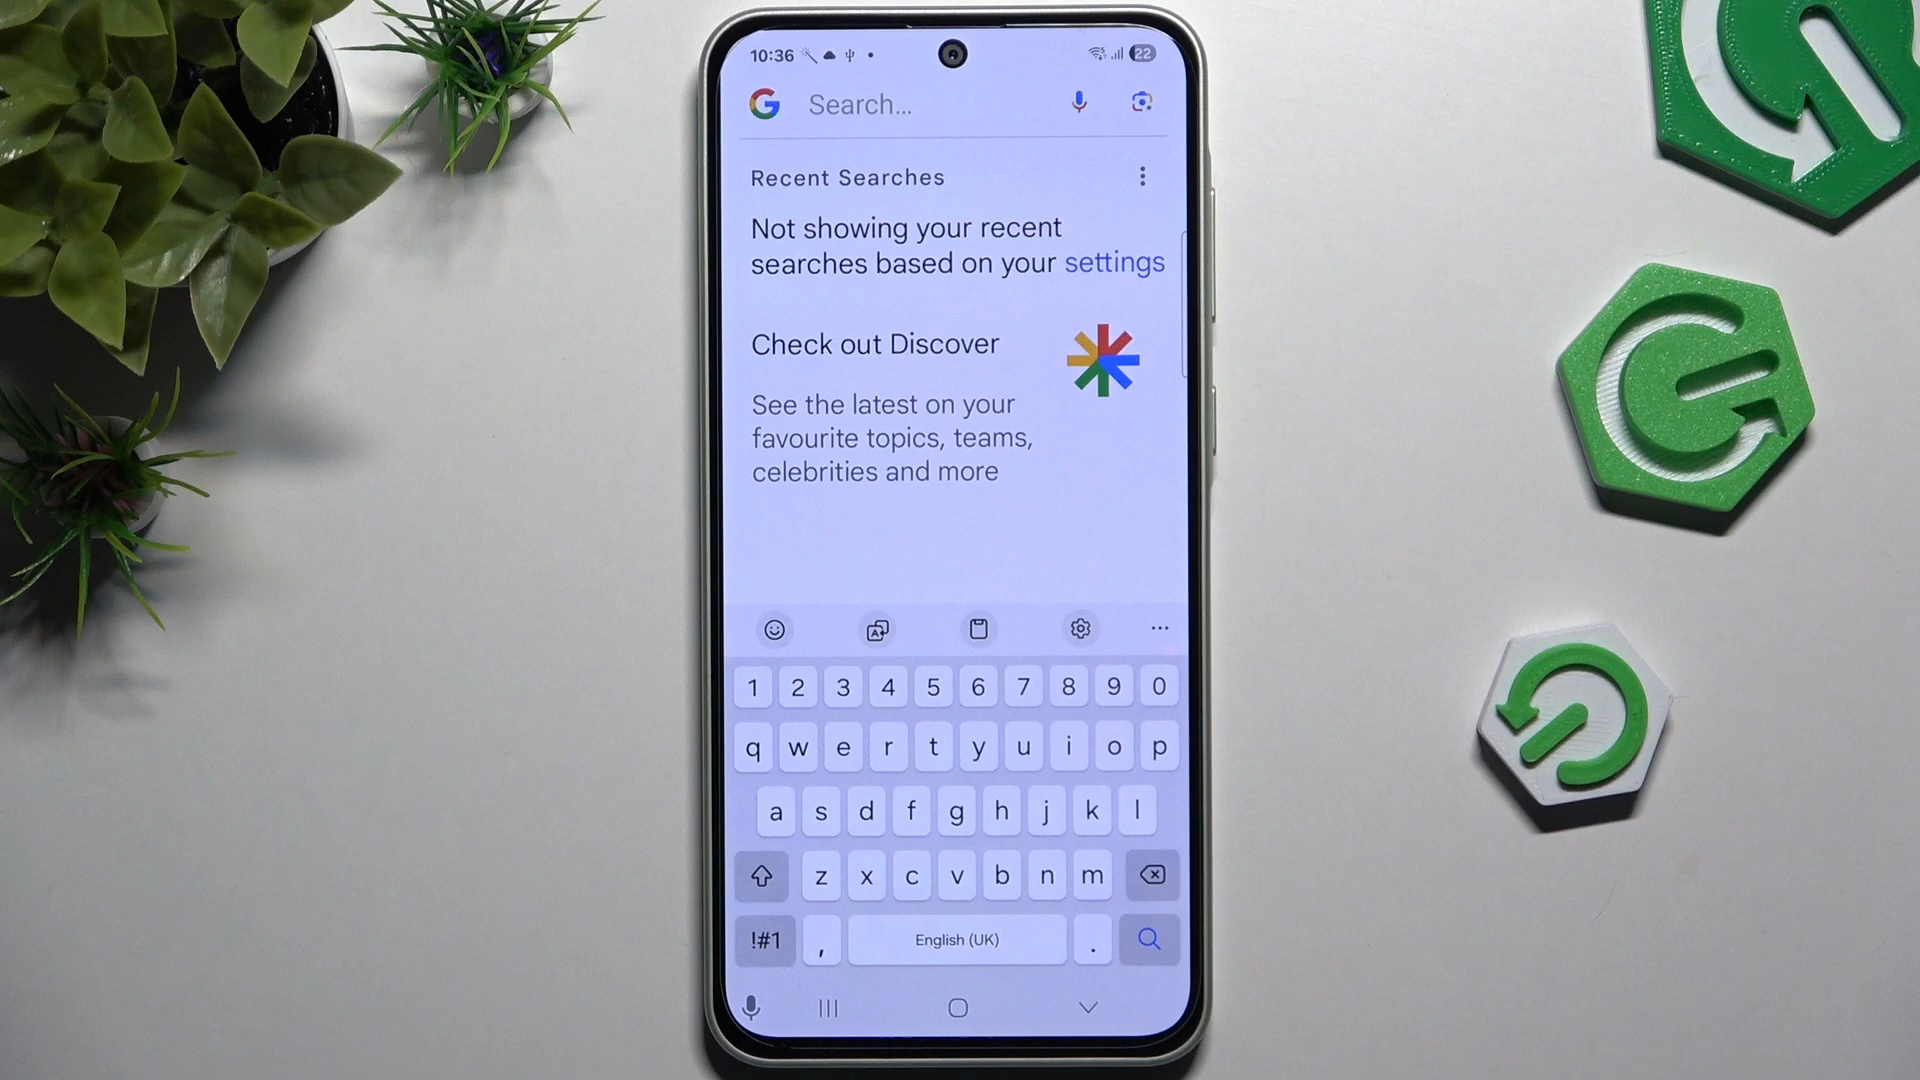 10:36
22
Search...
Recent Searches
Not showing your recent
searches based on your settings
Check out Discover
See the latest on your
favourite topics, teams,
celebrities and more
1 2 3 4 5 6 7 8 9 0
q w e r t y u i o p
a s d f g h j k l
z x c v b n m
!#1 , English (UK) .